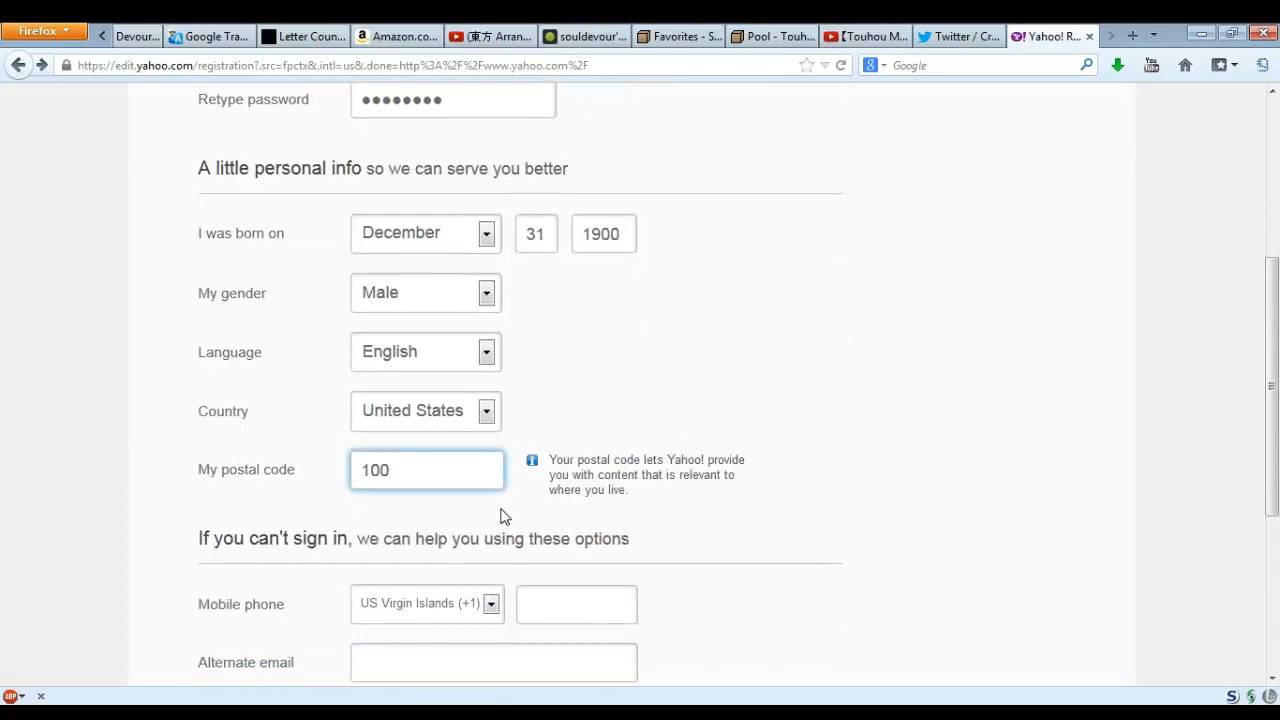 Firefox
Devour... Google Tra... Letter Coun... Amazon.co... (東方 Arran... souldevour'... Favorites - S... Pool - Touh... 【Touhou M... Twitter / Cr... Yahoo! R...
https://edit.yahoo.com/registration?.src=fpctx&.intl=us&.done=http%3A%2F%2Fwww.yahoo.com%2F Google
Retype password
A little personal info so we can serve you better
I was born on December 31 1900
My gender Male
Language English
Country United States
My postal code 100
Your postal code lets Yahoo! provide
you with content that is relevant to
where you live.
If you can't sign in, we can help you using these options
Mobile phone US Virgin Islands (+1)
Alternate email
ABP